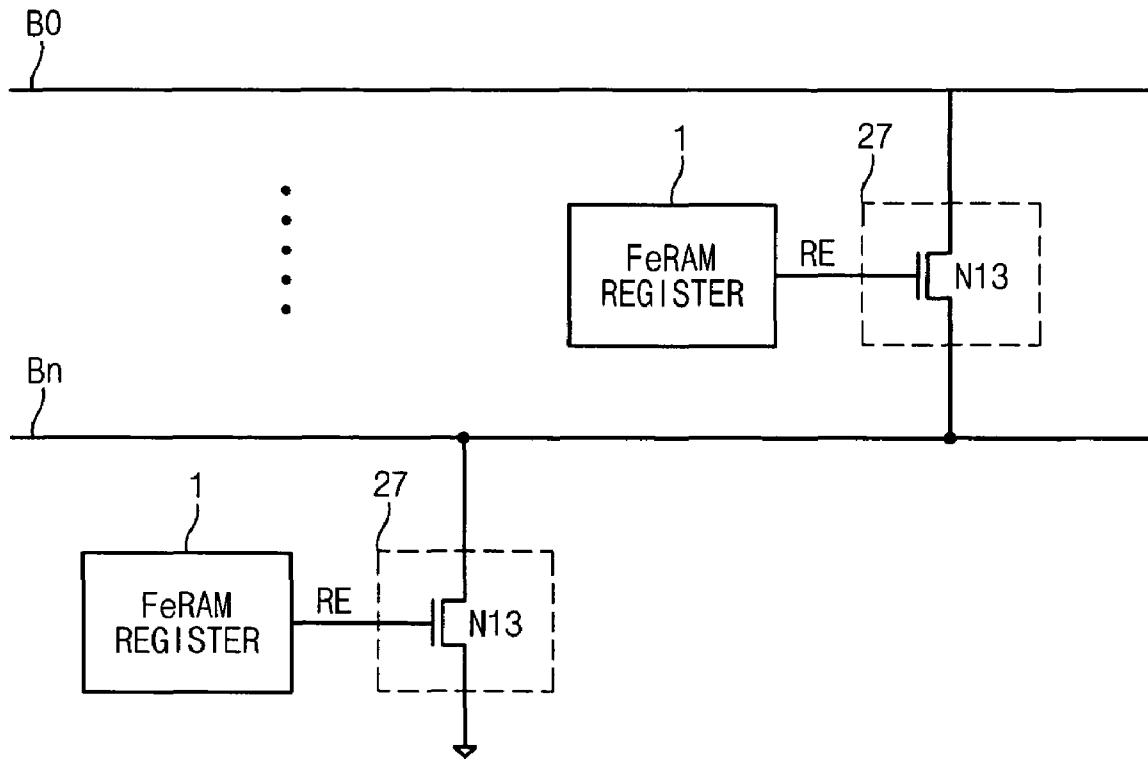 B0
1
27
FeRAM
REGISTER
RE
N13
Bn
1
27
FeRAM
REGISTER
RE
N13